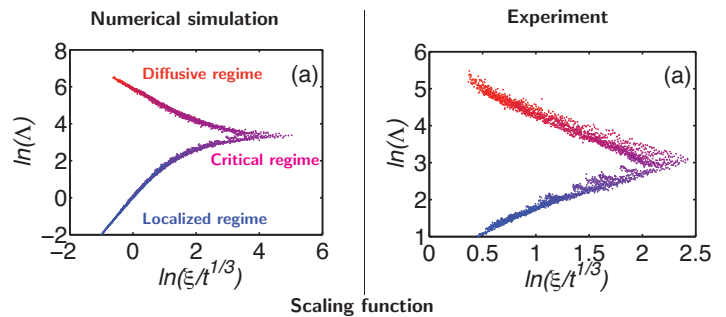 Numerical simulation
Experiment
ln(Λ)
8
6
4
2
0
−2
Diffusive regime
(a)
Critical regime
Localized regime
−2 0 2 4 6
ln(ξ/t^{1/3})
ln(Λ)
6
5
4
3
2
1
(a)
0 0.5 1 1.5 2 2.5
ln(ξ/t^{1/3})
Scaling function